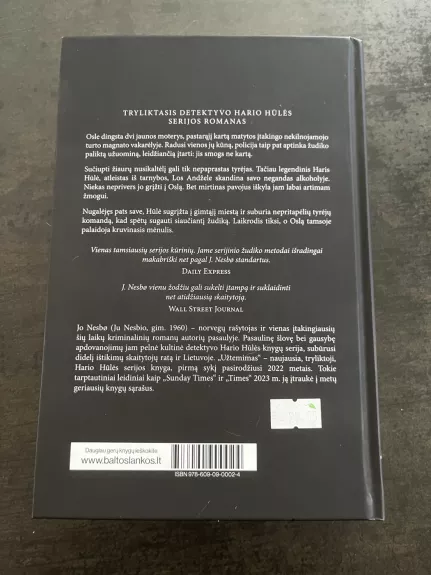 TRYLIKTASIS DETEKTYVO HARIO HŪLĖS
SERIJOS ROMANAS
Osle dingsta dvi jaunos moterys, pastarąjį kartą matytos įtakingo nekilnojamojo
turto magnato vakarėlyje. Radusi vienos jų kūną, policija taip pat aptinka žudiko
paliktą užuominą, leidžiančią įtarti: jis smogs ne kartą.
Sučiupti žiaurų nusikaltėlį gali tik nepaprastas tyrėjas. Tačiau legendinis Haris
Hūlė, atleistas iš tarnybos, Los Andžele skandina savo negandas alkoholyje.
Niekas neprivers jo grįžti į Oslą. Bet mirtinas pavojus iškyla jam labai artimam
žmogui.
Nugalėjęs pats save, Hūlė sugrįžta į gimtąjį miestą ir suburia nepritapėlių tyrėjų
komandą, kad spėtų sugauti siaučiantį žudiką. Laikrodis tiksi, o Oslą tamsoje
palaidoja kruvinasis mėnulis.
Vienas tamsiausių serijos kūrinių. Jame serijinio žudiko metodai išradingai
makabriški net pagal J. Nesbø standartus.
DAILY EXPRESS
J. Nesbø vienu žodžiu gali sukelti įtampą ir suklaidinti
net atidžiausią skaitytoją.
WALL STREET JOURNAL
Jo Nesbø (Ju Nesbio, gim. 1960) – norvegų rašytojas ir vienas įtakingiausių
šių laikų kriminalinių romanų autorių pasaulyje. Pasaulinę šlovę bei gausybę
apdovanojimų jam pelnė kultinė detektyvo Hario Hūlės knygų serija, subūrusi
didelį ištikimų skaitytojų ratą ir Lietuvoje. „Užtemimas“ – naujausia, tryliktoji,
Hario Hūlės serijos knyga, pirmą sykį pasirodžiusi 2022 metais. Tokie
tarptautiniai leidiniai kaip „Sunday Times“ ir „Times“ 2023 m. ją įtraukė į metų
geriausių knygų sąrašus.
Daugiau gerų knygų ieškokite
www.baltoslankos.lt
ISBN 978-609-09-0002-4